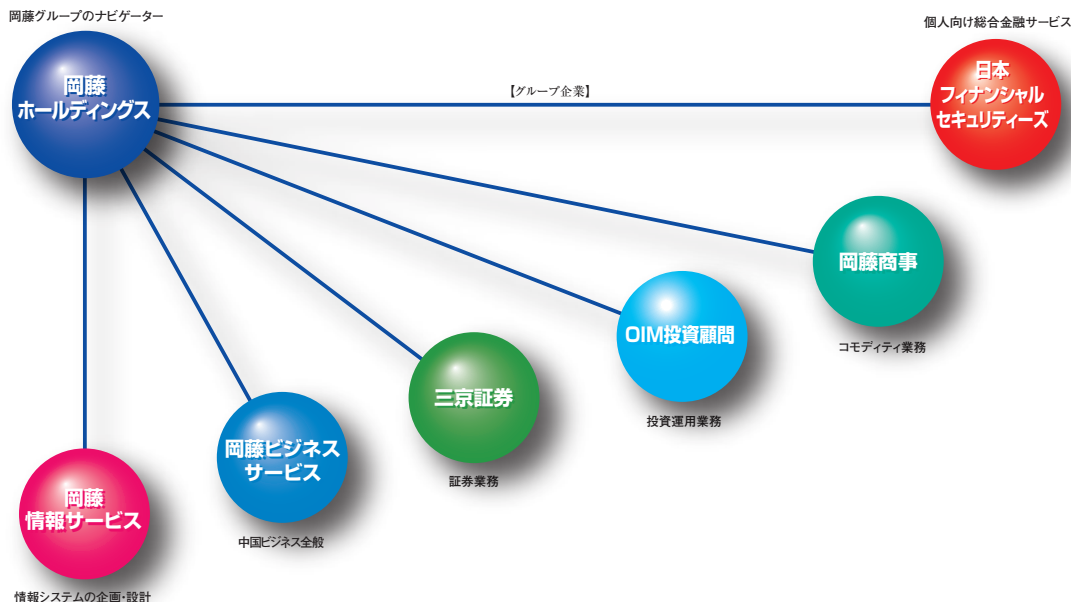 岡藤グループのナビゲーター
岡藤
ホールディングス
【グループ企業】
個人向け総合金融サービス
日本
フィナンシャル
セキュリティーズ
岡藤商事
コモディティ業務
OIM投資顧問
投資運用業務
三京証券
証券業務
岡藤ビジネス
サービス
中国ビジネス全般
岡藤
情報サービス
情報システムの企画・設計